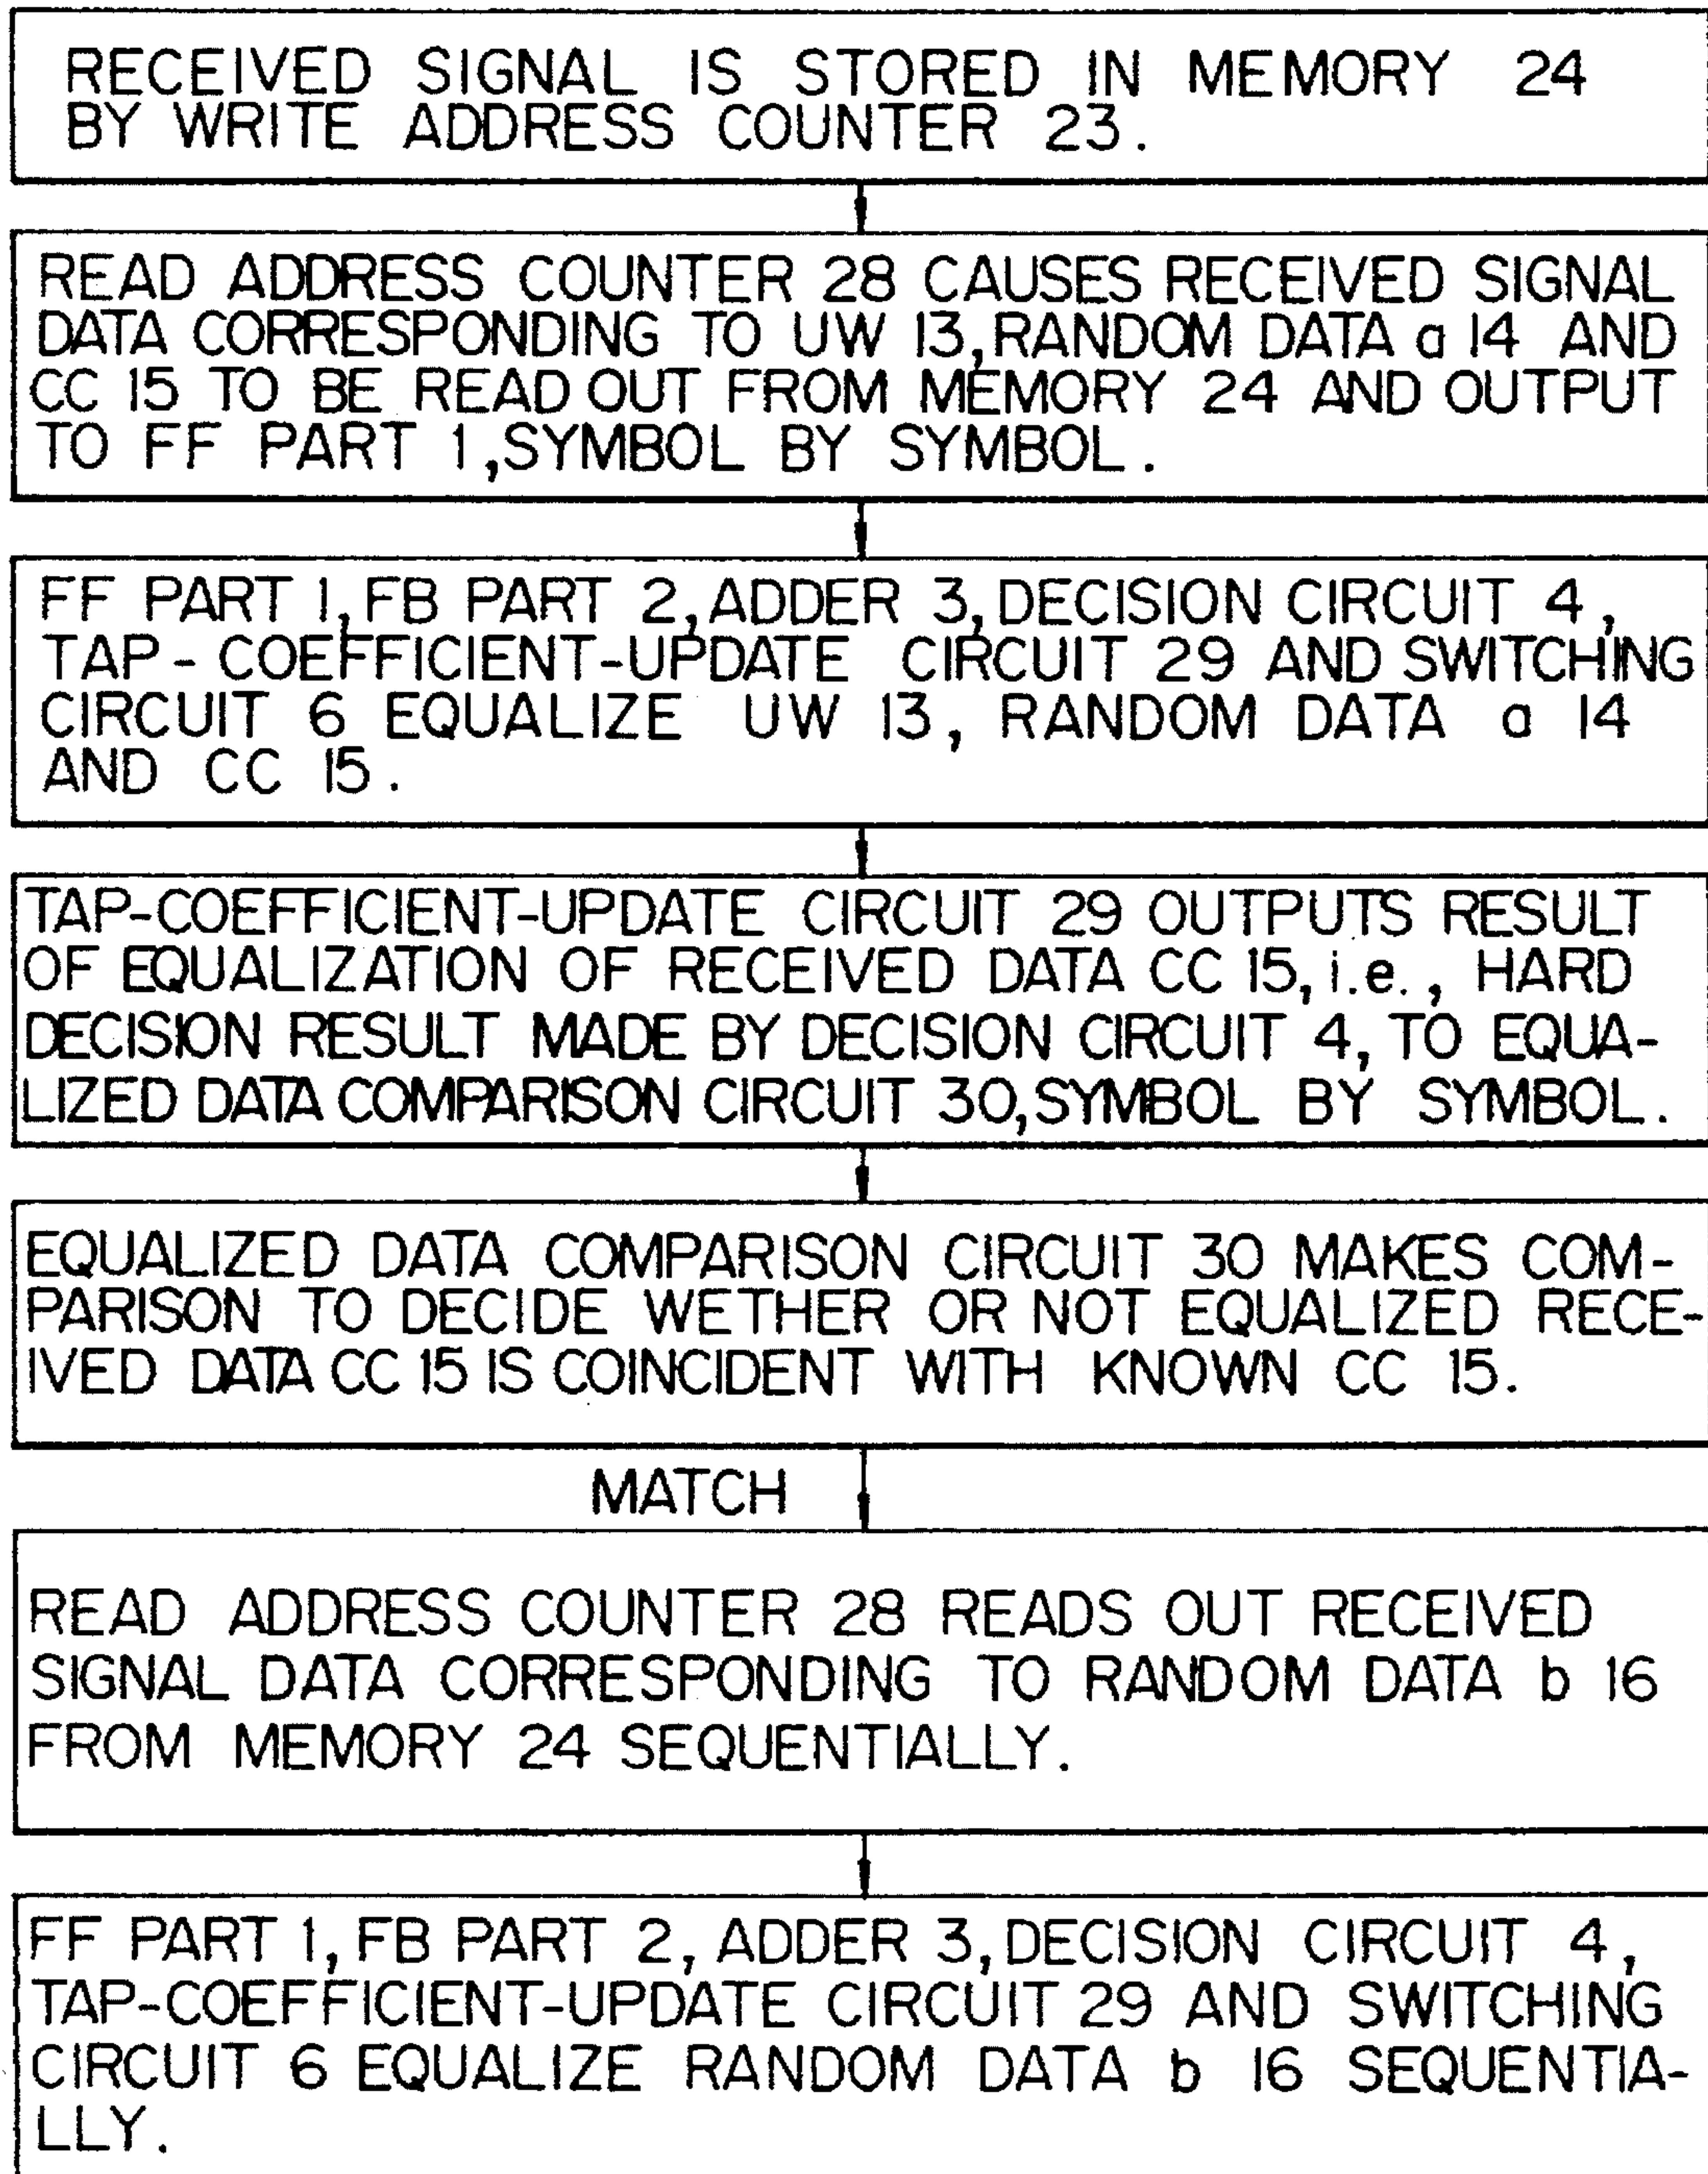 RECEIVED SIGNAL IS STORED IN MEMORY 24
BY WRITE ADDRESS COUNTER 23.
READ ADDRESS COUNTER 28 CAUSES RECEIVED SIGNAL
DATA CORRESPONDING TO UW 13, RANDOM DATA a 14 AND
CC 15 TO BE READ OUT FROM MEMORY 24 AND OUTPUT
TO FF PART 1, SYMBOL BY SYMBOL.
FF PART 1, FB PART 2, ADDER 3, DECISION CIRCUIT 4,
TAP-COEFFICIENT-UPDATE CIRCUIT 29 AND SWITCHING
CIRCUIT 6 EQUALIZE UW 13, RANDOM DATA a 14
AND CC 15.
TAP-COEFFICIENT-UPDATE CIRCUIT 29 OUTPUTS RESULT
OF EQUALIZATION OF RECEIVED DATA CC 15, i.e., HARD
DECISION RESULT MADE BY DECISION CIRCUIT 4, TO EQUA-
LIZED DATA COMPARISON CIRCUIT 30, SYMBOL BY SYMBOL.
EQUALIZED DATA COMPARISON CIRCUIT 30 MAKES COM-
PARISON TO DECIDE WETHER OR NOT EQUALIZED RECE-
IVED DATA CC 15 IS COINCIDENT WITH KNOWN CC 15.
MATCH
READ ADDRESS COUNTER 28 READS OUT RECEIVED
SIGNAL DATA CORRESPONDING TO RANDOM DATA b 16
FROM MEMORY 24 SEQUENTIALLY.
FF PART 1, FB PART 2, ADDER 3, DECISION CIRCUIT 4,
TAP-COEFFICIENT-UPDATE CIRCUIT 29 AND SWITCHING
CIRCUIT 6 EQUALIZE RANDOM DATA b 16 SEQUENTIA-
LLY.